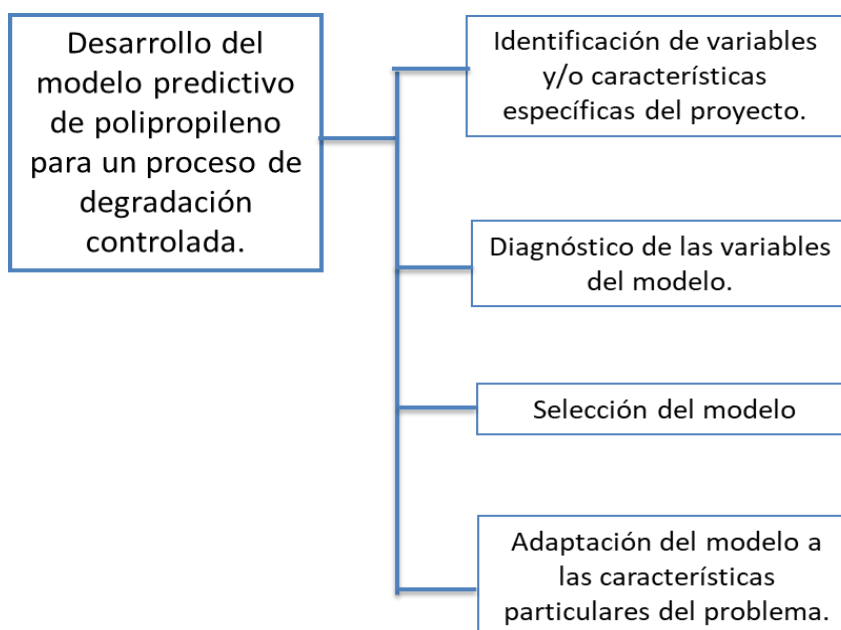 Desarrollo del
modelo predictivo
de polipropileno
para un proceso de
degradación
controlada.
Identificación de variables
y/o características
específicas del proyecto.
Diagnóstico de las variables
del modelo.
Selección del modelo
Adaptación del modelo a
las características
particulares del problema.